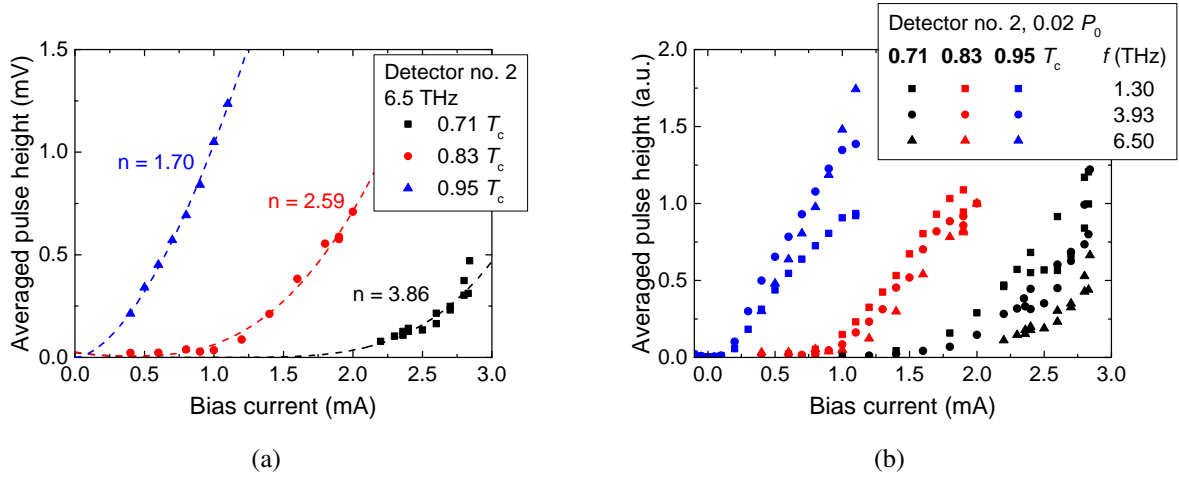 Averaged pulse height (mV)
1.5
1.0
0.5
0.0
0.0 0.5 1.0 1.5 2.0 2.5 3.0
Bias current (mA)
n = 1.70
n = 2.59
n = 3.86
Detector no. 2
6.5 THz
0.71 Tc
0.83 Tc
0.95 Tc
(a)
Averaged pulse height (a.u.)
2.0
1.5
1.0
0.5
0.0
0.0 0.5 1.0 1.5 2.0 2.5 3.0
Bias current (mA)
Detector no. 2, 0.02 P0
0.71 0.83 0.95 Tc f (THz)
1.30
3.93
6.50
(b)